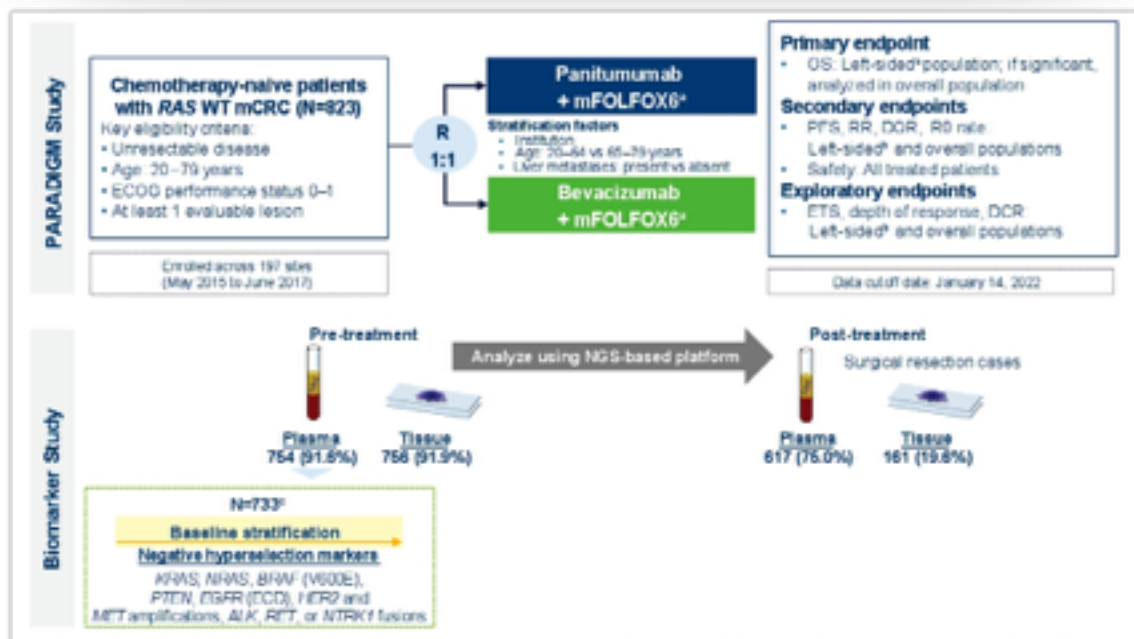 PARADIGM Study
Chemotherapy-naive patients
with RAS WT mCRC (N=823)
Key eligibility criteria:
• Unresectable disease
• Age: 20–79 years
• ECOG performance status 0–1
• At least 1 evaluable lesion
Enrolled across 197 sites
(May 2015 to June 2017)
R
1:1
Panitumumab
+ mFOLFOX6ᵃ
Stratification factors
• Institution
• Age: 20–64 vs 65–79 years
• Liver metastases: present vs absent
Bevacizumab
+ mFOLFOX6ᵃ
Primary endpoint
• OS: Left-sidedᵇ population; if significant,
analyzed in overall population
Secondary endpoints
• PFS, RR, DOR, R0 rate:
Left-sidedᵇ and overall populations
• Safety: All treated patients
Exploratory endpoints
• ETS, depth of response, DCR:
Left-sidedᵇ and overall populations
Data cutoff date: January 14, 2022
Biomarker Study
Pre-treatment
Plasma
754 (91.6%)
Tissue
756 (91.9%)
Analyze using NGS-based platform
Post-treatment
Surgical resection cases
Plasma
617 (75.0%)
Tissue
161 (19.6%)
N=733ᶜ
Baseline stratification
Negative hyperselection markers
KRAS, NRAS, BRAF (V600E),
PTEN, EGFR (ECD), HER2 and
MET amplifications, ALK, RET, or NTRK1 fusions